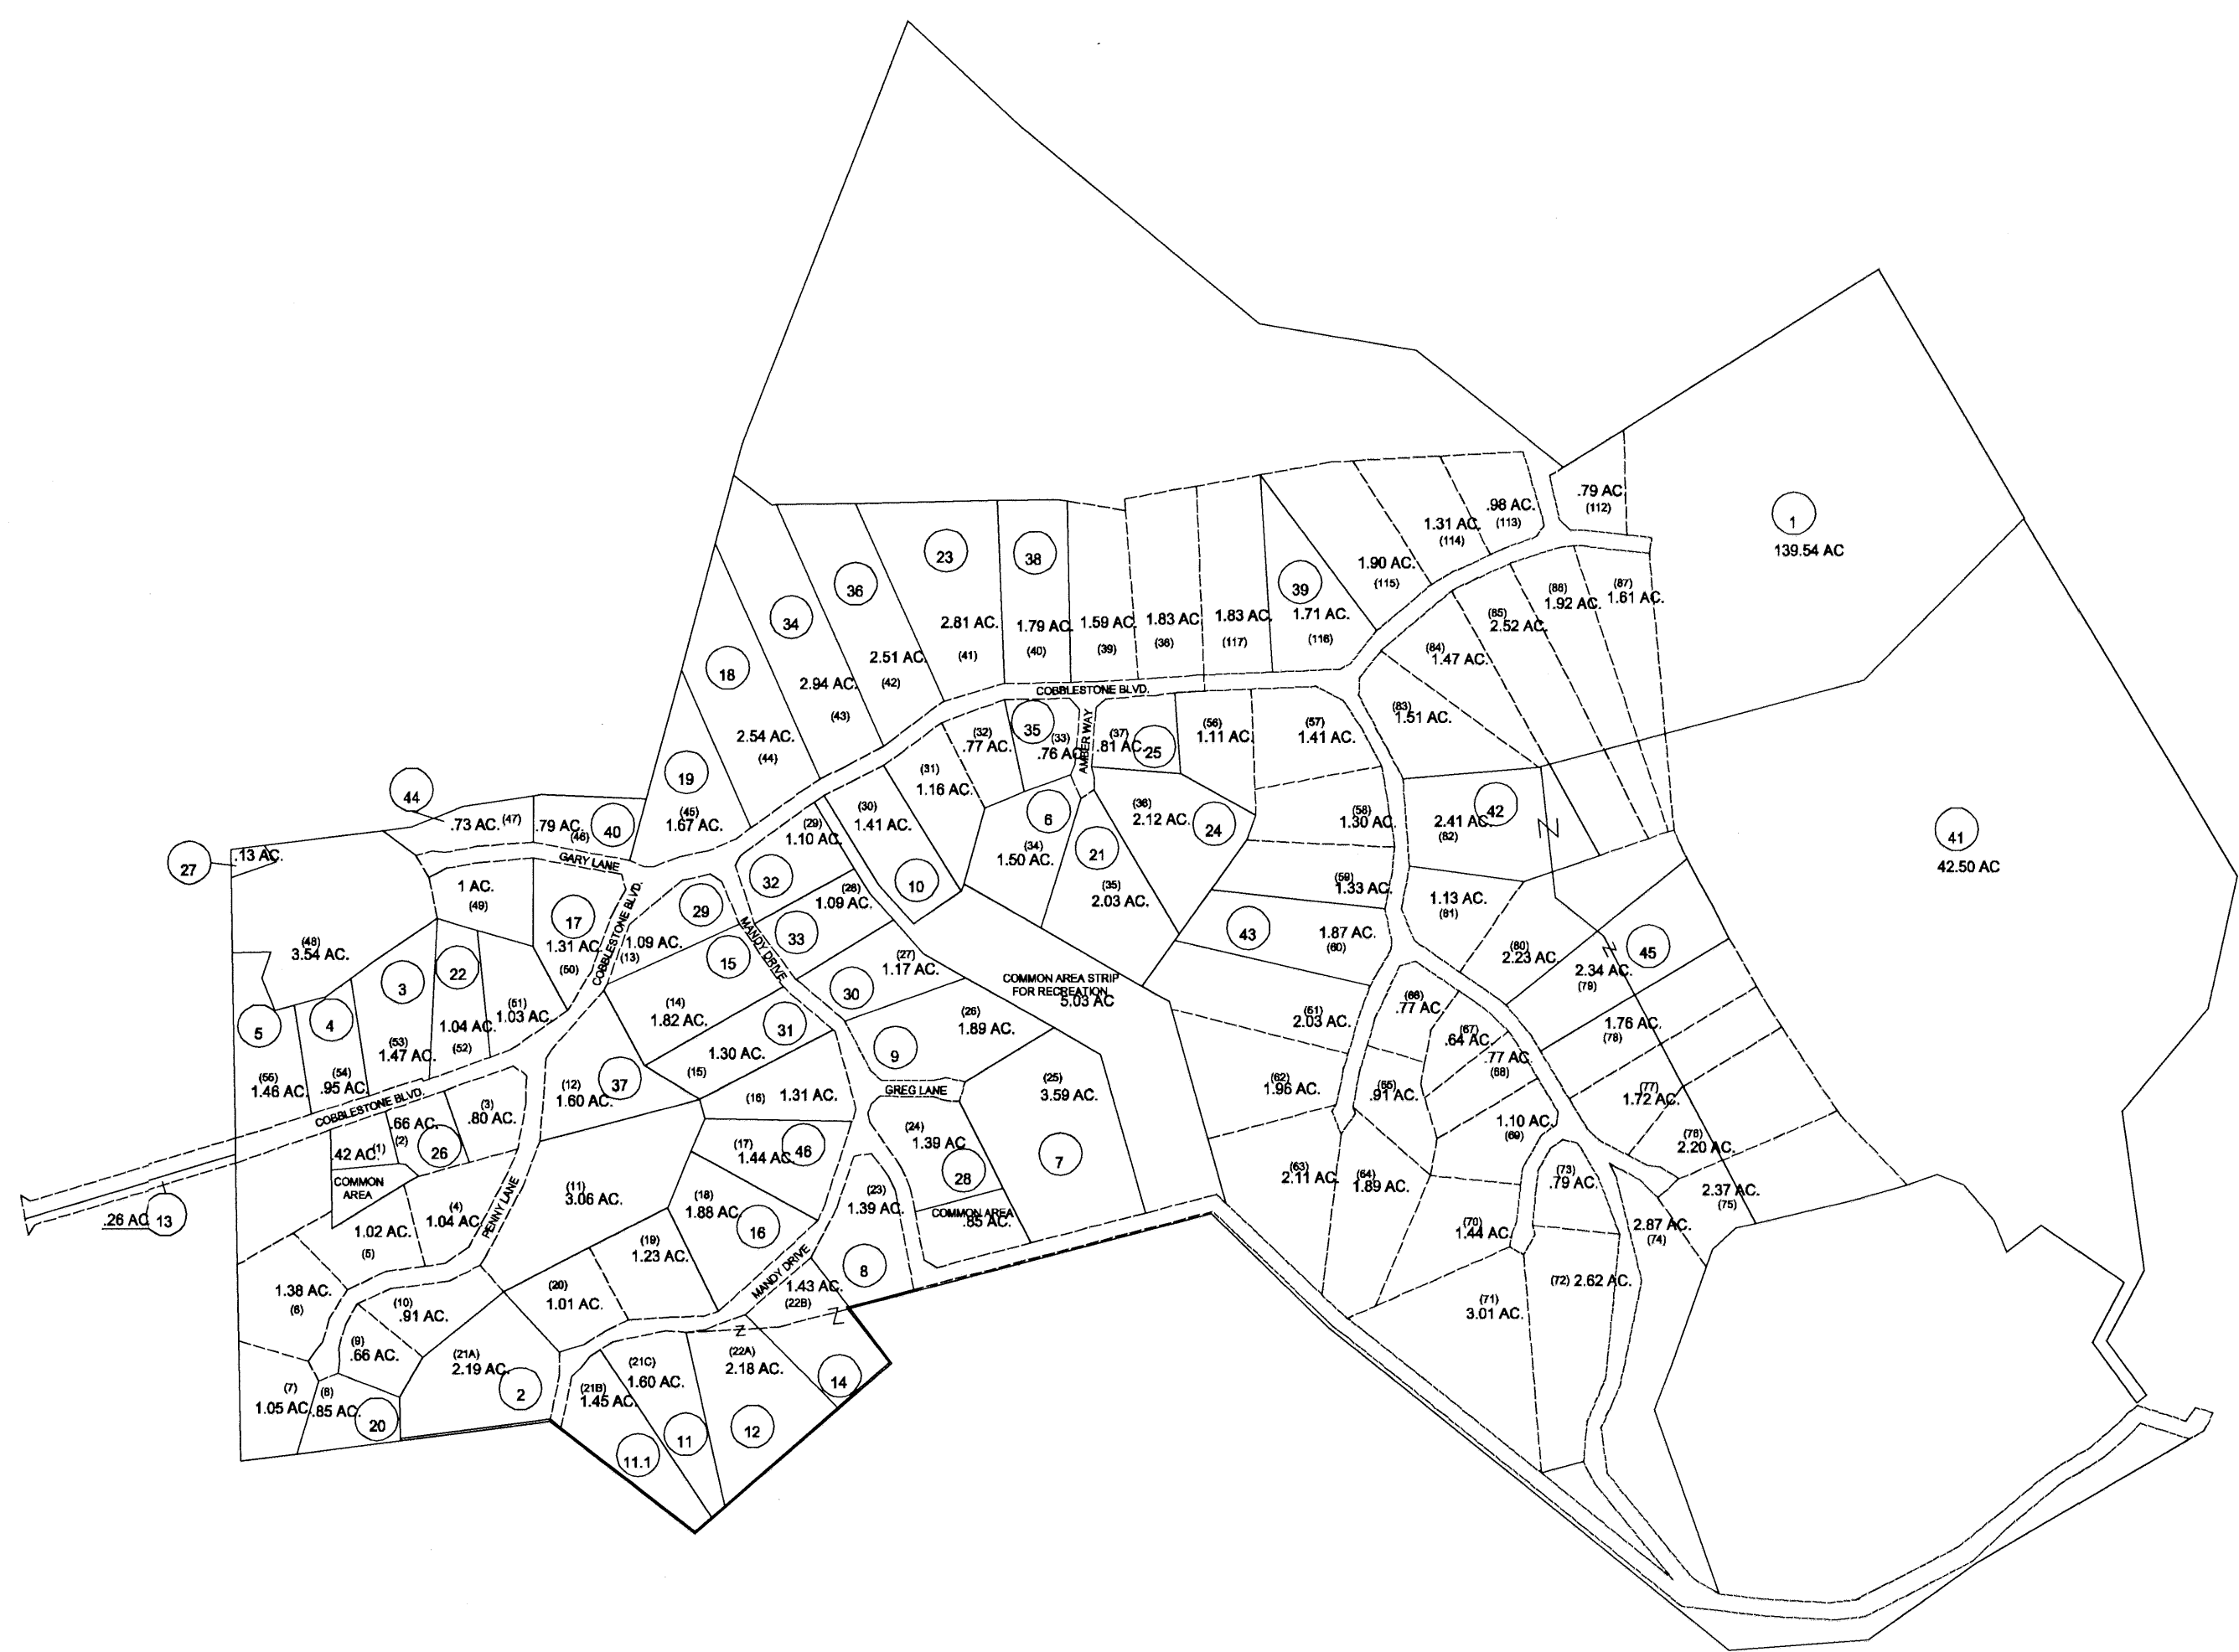 .79 AC
(112)
1
139.54 AC
.98 AC.
(113)
1.31 AC.
(114)
1.90 AC.
(115)
39
1.71 AC.
(116)
1.83 AC.
(117)
1.83 AC
(38)
1.59 AC.
(39)
38
1.79 AC.
(40)
23
2.81 AC.
(41)
36
2.51 AC.
(42)
34
2.94 AC.
(43)
18
2.54 AC.
(44)
19
(45)
1.67 AC.
(87)
1.61 AC.
(88)
1.92 AC.
(85)
2.52 AC.
(84)
1.47 AC.
(83)
1.51 AC.
COBBLESTONE BLVD.
AMBER WAY
(32)
.77 AC.
35
(33)
.76 AC
(37)
.81 AC.
25
(56)
1.11 AC.
(57)
1.41 AC.
(31)
1.16 AC.
(30)
1.41 AC.
10
6
(34)
1.50 AC.
21
(35)
2.03 AC.
(36)
2.12 AC.
24
(58)
1.30 AC.
(59)
1.33 AC.
42
2.41 AC.
(82)
1.13 AC.
(81)
41
42.50 AC
44
.73 AC. (47)
.79 AC.
(46)
40
GARY LANE
27
.13 AC.
1 AC.
(49)
17
1.31 AC.
(50)
COBBLESTONE BLVD.
29
1.09 AC.
(13)
32
(29)
1.10 AC.
(28)
1.09 AC.
33
15
MANDY DRIVE
(14)
1.82 AC.
30
(27)
1.17 AC.
COMMON AREA STRIP
FOR RECREATION
5.03 AC
43
1.87 AC.
(60)
(80)
2.23 AC.
45
2.34 AC.
(79)
1.76 AC.
(78)
(77)
1.72 AC.
(76)
2.20 AC.
2.37 AC.
(75)
(48)
3.54 AC.
3
22
(51)
1.03 AC.
1.04 AC.
(52)
(53)
1.47 AC.
4
(54)
.95 AC.
5
(55)
1.46 AC.
COBBLESTONE BLVD.
.26 AC
13
.42 AC.
(1)
.66 AC.
(2)
26
(3)
.80 AC.
COMMON
AREA
(12)
1.60 AC.
37
31
1.30 AC.
(15)
9
(26)
1.89 AC.
GREG LANE
(16) 1.31 AC.
(25)
3.59 AC.
7
(17)
1.44 AC.
46
(24)
1.39 AC
28
COMMON AREA
.85 AC.
(18)
1.88 AC.
16
(23)
1.39 AC.
8
(11)
3.06 AC.
PENNY LANE
(4)
1.04 AC.
1.02 AC.
(5)
1.38 AC.
(6)
(10)
.91 AC.
(9)
.66 AC.
(7)
1.05 AC.
(8)
.85 AC.
20
(21A)
2.19 AC.
2
(20)
1.01 AC.
(19)
1.23 AC.
MANDY DRIVE
1.43 AC.
(22B)
(21B)
1.45 AC.
(21C)
1.60 AC.
(22A)
2.18 AC.
14
12
11
11.1
(61)
2.03 AC.
(62)
1.96 AC.
(63)
2.11 AC.
(64)
1.89 AC.
(65)
.91 AC.
(66)
.77 AC.
(67)
.64 AC.
.77 AC.
(68)
1.10 AC.
(69)
(70)
1.44 AC.
(71)
3.01 AC.
(72) 2.62 AC.
(73)
.79 AC.
2.87 AC.
(74)
Z
Z
Z
Z